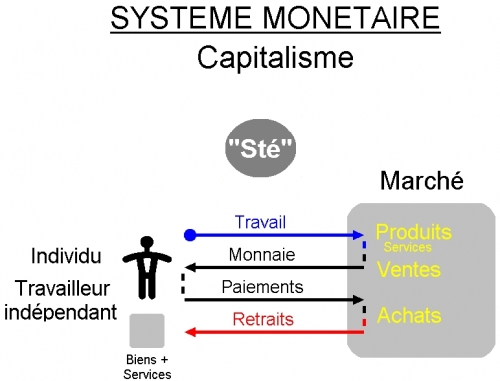 SYSTEME MONETAIRE
Capitalisme
"Sté"
Marché
Travail
Produits
Services
Individu
Monnaie
Ventes
Travailleur
indépendant
Paiements
Retraits
Achats
Biens +
Services